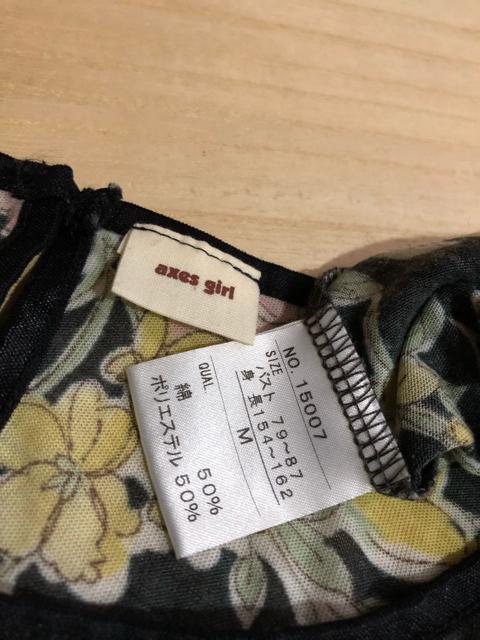 axes girl
NO. 15007
SIZE
バスト 79~87
身 長154~162
M
QUAL
綿 50%
ポリエステル 50%